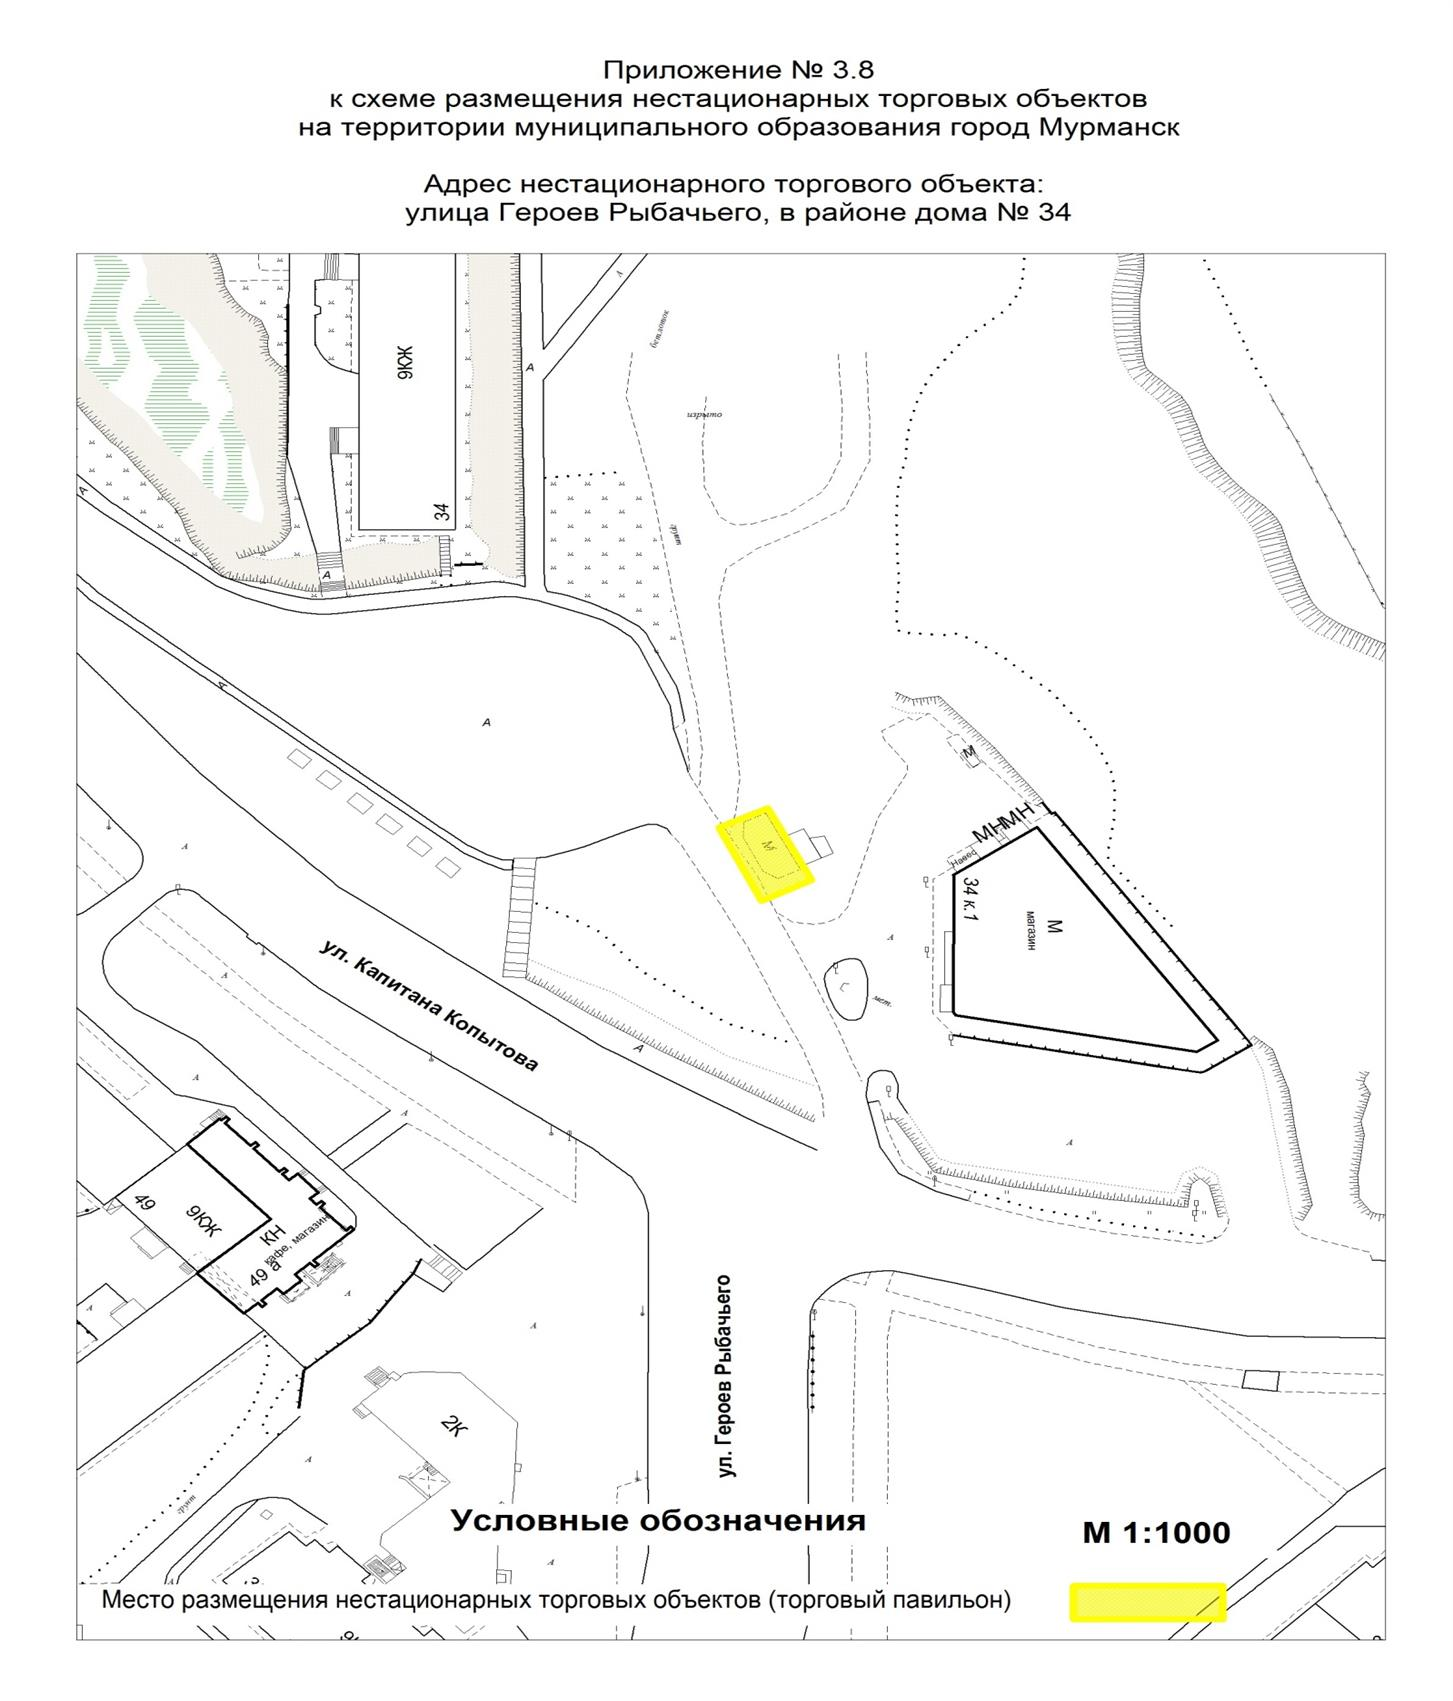 Приложение № 3.8
к схеме размещения нестационарных торговых объектов
на территории муниципального образования город Мурманск
Адрес нестационарного торгового объекта:
улица Героев Рыбачьего, в районе дома № 34
бетлоток
А
9КЖ
А
изрыто
А
34
грунт
А
А
А
М
МН
МН
Навес
М
34 к.1
М
магазин
А
А
А
С
мет.
ул. Капитана Копытова
А
А
А
А
А
49
9КЖ
КН
кафе, магазин
49 а
А
А
А
ул. Героев Рыбачьего
2К
А
грунт
А
Условные обозначения
М 1:1000
Место размещения нестационарных торговых объектов (торговый павильон)